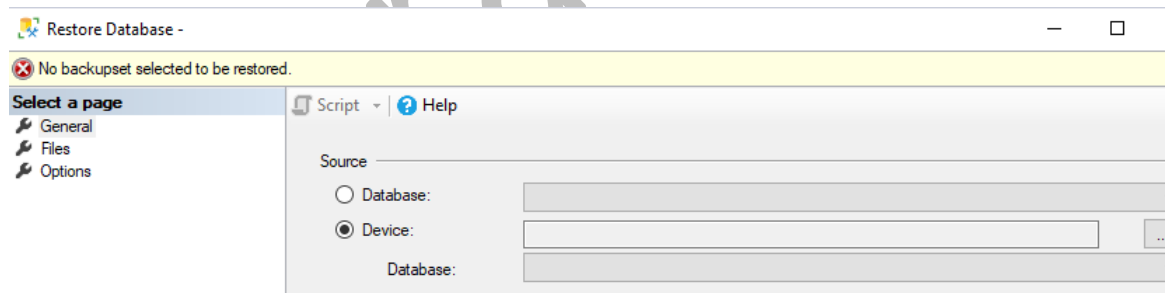 Restore Database -
No backupset selected to be restored.
Select a page
General
Files
Options
Script
Help
Source
Database:
Device:
...
Database: